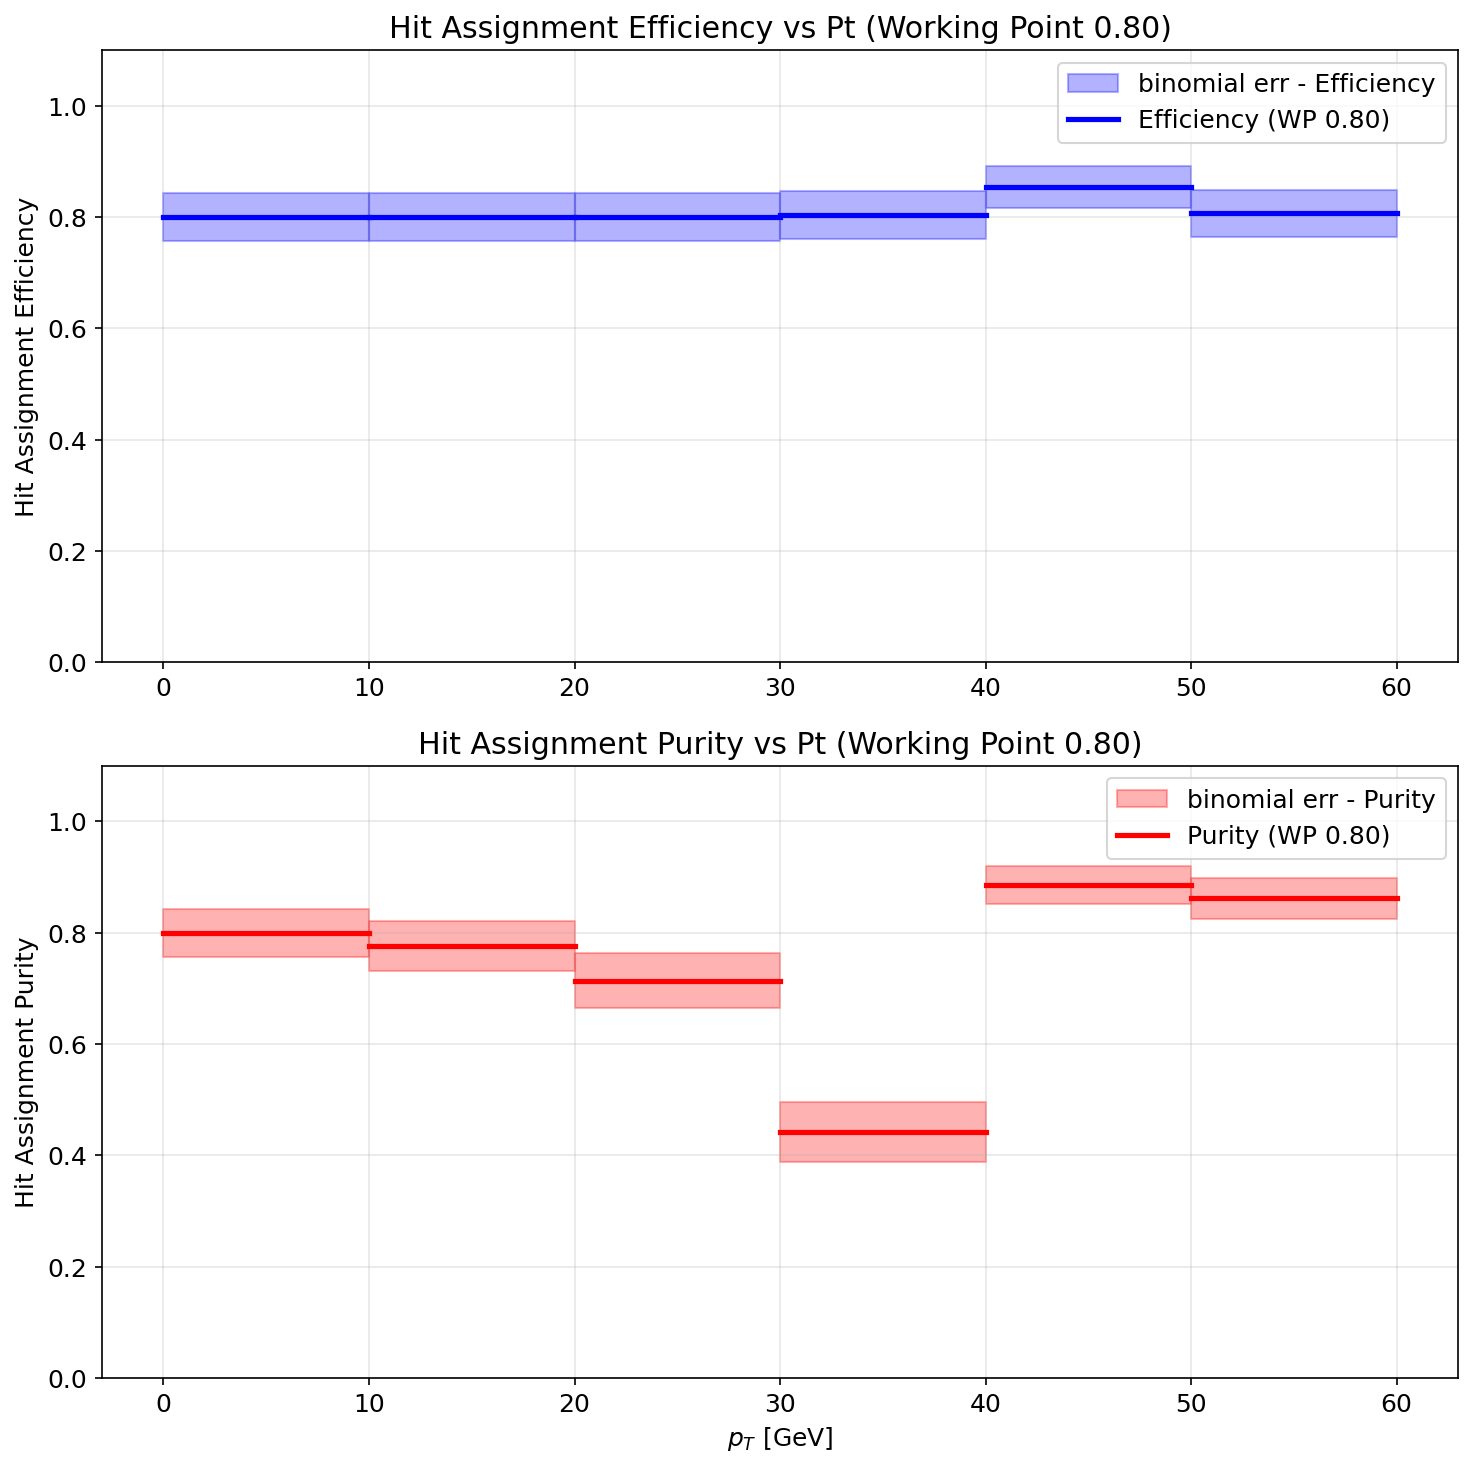 Hit Assignment Efficiency vs Pt (Working Point 0.80)
binomial err - Efficiency
Efficiency (WP 0.80)
Hit Assignment Efficiency
1.0
0.8
0.6
0.4
0.2
0.0
0 10 20 30 40 50 60
Hit Assignment Purity vs Pt (Working Point 0.80)
binomial err - Purity
Purity (WP 0.80)
Hit Assignment Purity
1.0
0.8
0.6
0.4
0.2
0.0
0 10 20 30 40 50 60
p_T [GeV]